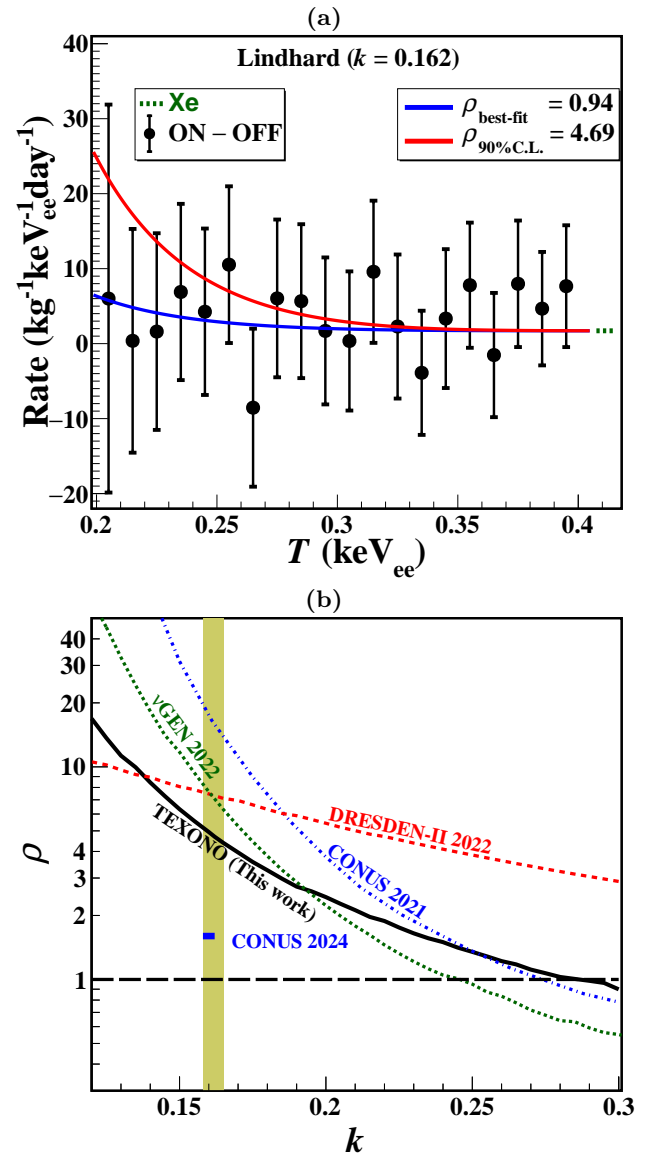 (a)
Lindhard (k = 0.162)
Xe
ON – OFF
ρbest-fit = 0.94
ρ90%C.L. = 4.69
Rate (kg⁻¹keV⁻¹ₑₑday⁻¹)
40
30
20
10
0
−10
−20
0.2 0.25 0.3 0.35 0.4
T (keVₑₑ)
(b)
ρ
40
30
20
10
4
3
2
1
νGEN 2022
TEXONO (This work)
DRESDEN-II 2022
CONUS 2021
CONUS 2024
0.15 0.2 0.25 0.3
k